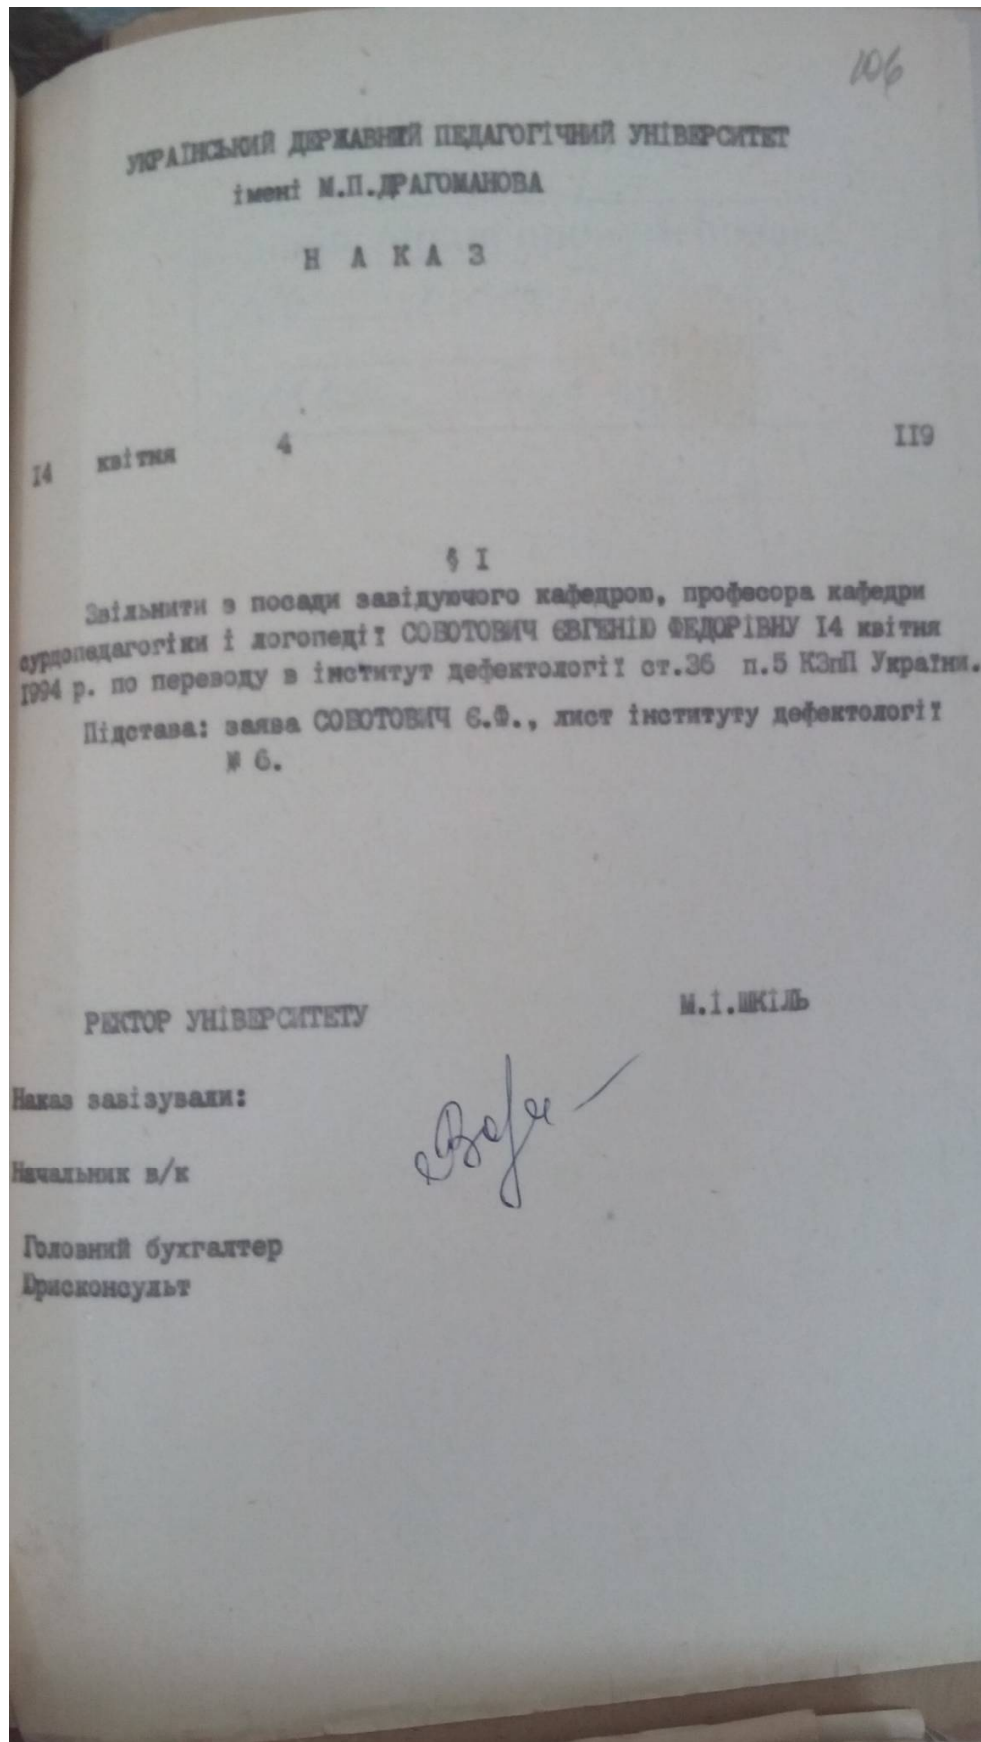 106
УКРАЇНСЬКИЙ ДЕРЖАВНИЙ ПЕДАГОГІЧНИЙ УНІВЕРСИТЕТ
імені М.П.ДРАГОМАНОВА
Н А К А З
I4 квітня 4 II9
§ I
Звільнити з посади завідуючого кафедрою, професора кафедри
сурдопедагогіки і логопедії СОБОТОВИЧ ЄВГЕНІЮ ФЕДОРІВНУ I4 квітня
1994 р. по переводу в інститут дефектології ст.36 п.5 КЗпП України.
Підстава: заява СОБОТОВИЧ Є.Ф., лист інституту дефектології
№ 6.
РЕКТОР УНІВЕРСИТЕТУ М.І.ШКІЛЬ
Наказ завізували:
Начальник в/к
Головний бухгалтер
Юрисконсульт